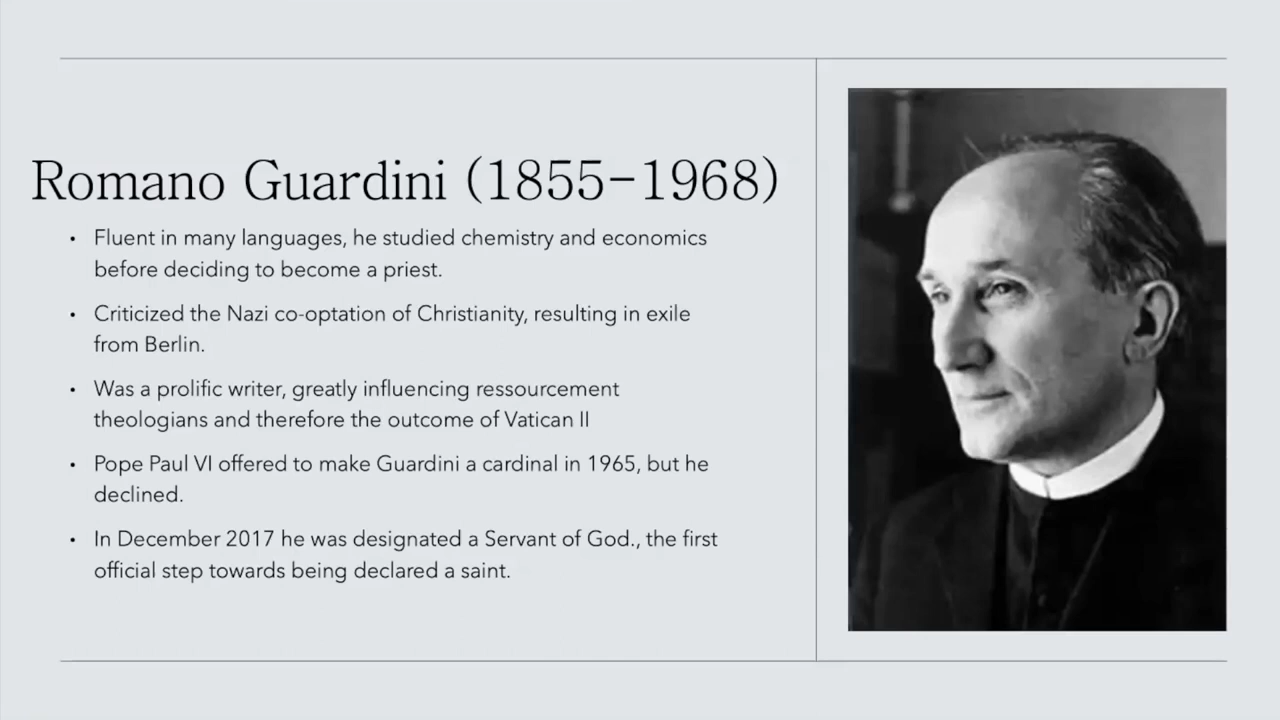 Romano Guardini (1855–1968)
• Fluent in many languages, he studied chemistry and economics
before deciding to become a priest.
• Criticized the Nazi co-optation of Christianity, resulting in exile
from Berlin.
• Was a prolific writer, greatly influencing ressourcement
theologians and therefore the outcome of Vatican II
• Pope Paul VI offered to make Guardini a cardinal in 1965, but he
declined.
• In December 2017 he was designated a Servant of God., the first
official step towards being declared a saint.